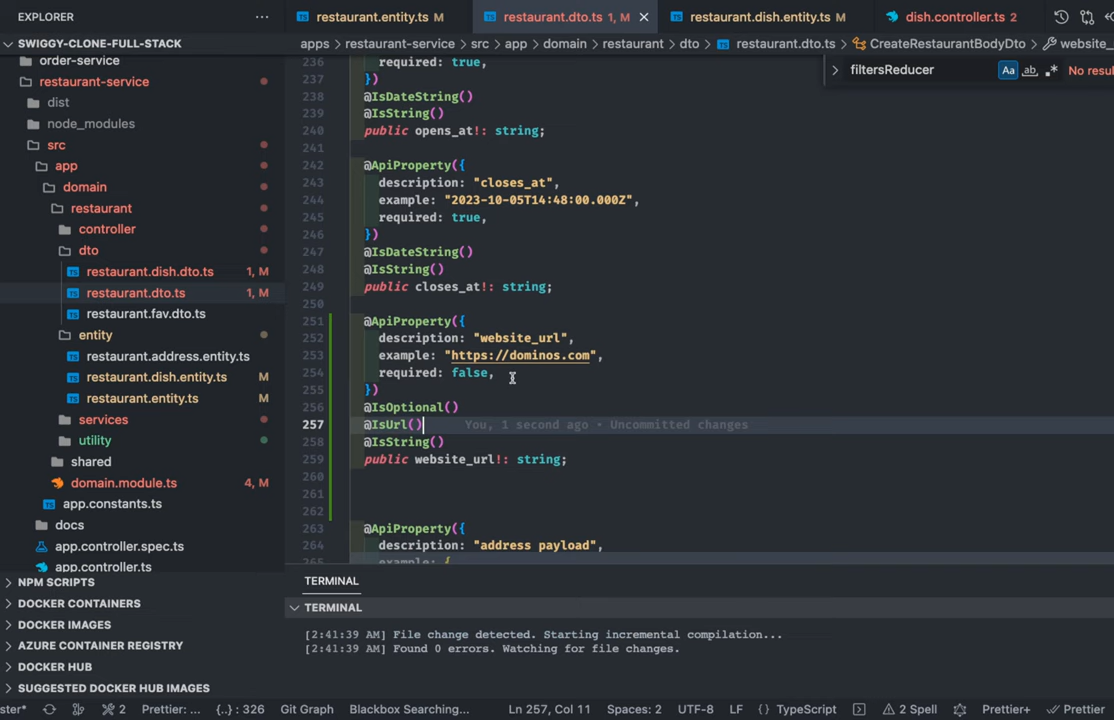 EXPLORER
SWIGGY-CLONE-FULL-STACK
order-service
restaurant-service
dist
node_modules
src
app
domain
restaurant
controller
dto
restaurant.dish.dto.ts 1, M
restaurant.dto.ts 1, M
restaurant.fav.dto.ts
entity
restaurant.address.entity.ts
restaurant.dish.entity.ts M
restaurant.entity.ts M
services
utility
shared
domain.module.ts 4, M
app.constants.ts
docs
app.controller.spec.ts
app.controller.ts
NPM SCRIPTS
DOCKER CONTAINERS
DOCKER IMAGES
AZURE CONTAINER REGISTRY
DOCKER HUB
SUGGESTED DOCKER HUB IMAGES
restaurant.entity.ts M restaurant.dto.ts 1, M restaurant.dish.entity.ts M dish.controller.ts 2
apps > restaurant-service > src > app > domain > restaurant > dto > restaurant.dto.ts > CreateRestaurantBodyDto > website_
filtersReducer Aa ab .* No resul
236 required: true,
237 })
238 @IsDateString()
239 @IsString()
240 public opens_at!: string;
241
242 @ApiProperty({
243 description: "closes_at",
244 example: "2023-10-05T14:48:00.000Z",
245 required: true,
246 })
247 @IsDateString()
248 @IsString()
249 public closes_at!: string;
250
251 @ApiProperty({
252 description: "website_url",
253 example: "https://dominos.com",
254 required: false,
255 })
256 @IsOptional()
257 @IsUrl() You, 1 second ago • Uncommitted changes
258 @IsString()
259 public website_url!: string;
260
261
262
263 @ApiProperty({
264 description: "address payload",
265 example: {
TERMINAL
TERMINAL
[2:41:39 AM] File change detected. Starting incremental compilation...
[2:41:39 AM] Found 0 errors. Watching for file changes.
ster* 2 Prettier: ... {..} : 326 Git Graph Blackbox Searching... Ln 257, Col 11 Spaces: 2 UTF-8 LF {} TypeScript 2 Spell Prettier+ Prettier